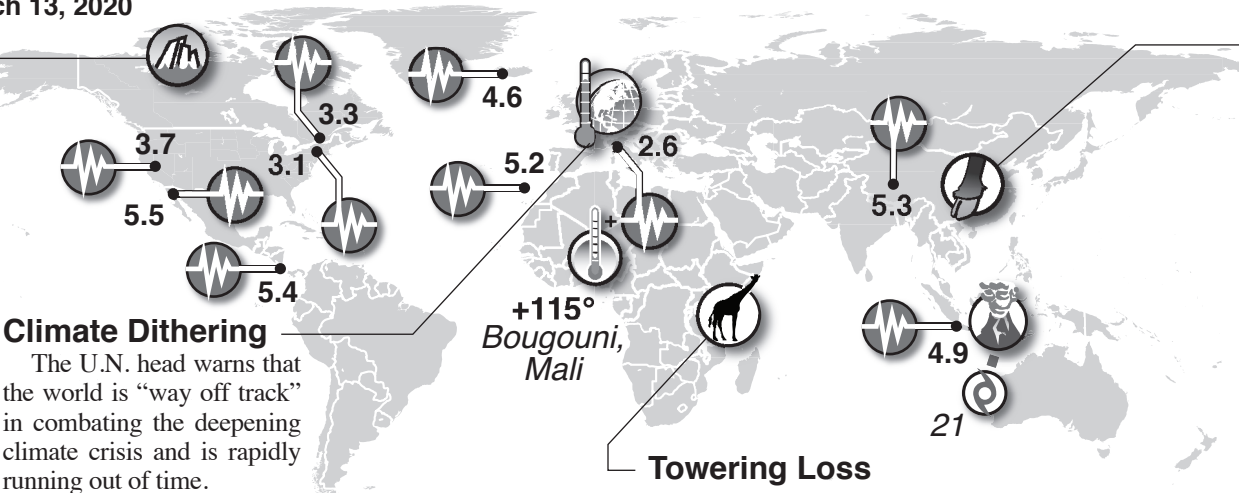 ch 13, 2020
4.6
3.3
3.7
3.1
2.6
5.2
5.5
5.3
5.4
+
+115°
Bougouni,
Mali
4.9
21
Climate Dithering
The U.N. head warns that
the world is “way off track”
in combating the deepening
climate crisis and is rapidly
running out of time.
Towering Loss